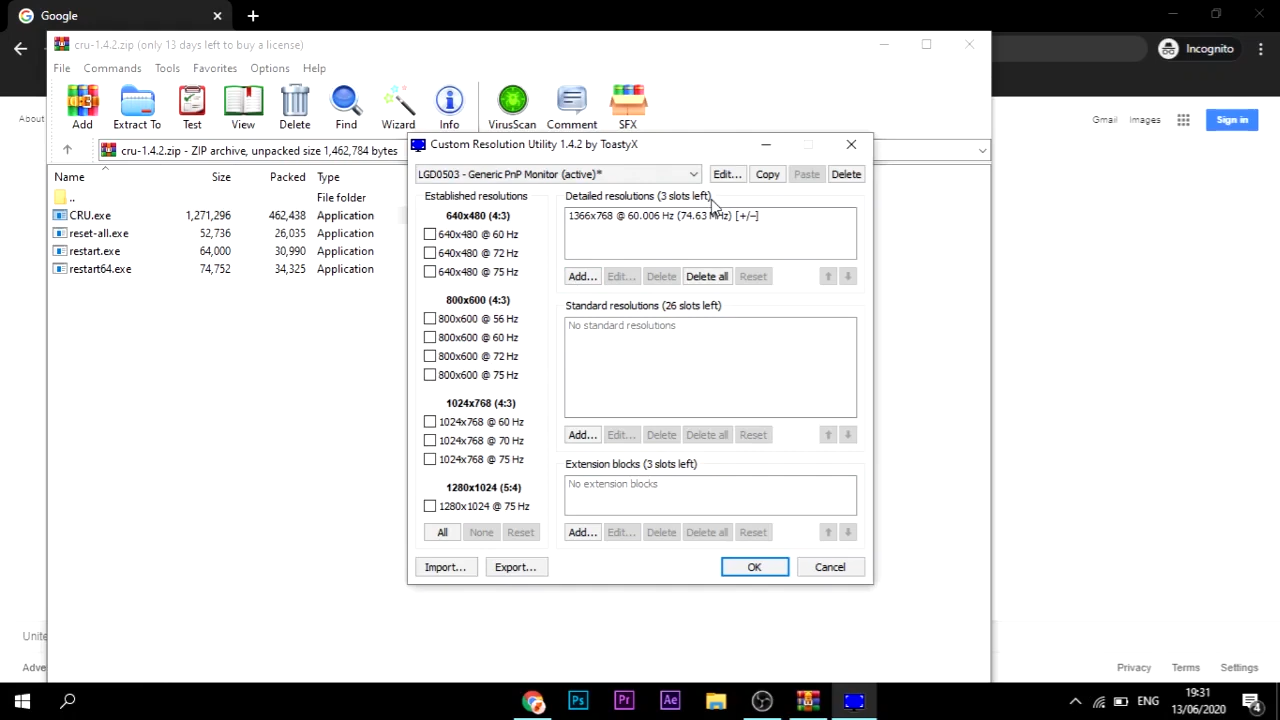 Google
cru-1.4.2.zip (only 13 days left to buy a license)
Incognito
File Commands Tools Favorites Options Help
Add Extract To Test View Delete Find Wizard Info VirusScan Comment SFX
cru-1.4.2.zip - ZIP archive, unpacked size 1,462,784 bytes
About
Gmail Images Sign in
Name Size Packed Type
.. File folder
CRU.exe 1,271,296 462,438 Application
reset-all.exe 52,736 26,035 Application
restart.exe 64,000 30,990 Application
restart64.exe 74,752 34,325 Application
Custom Resolution Utility 1.4.2 by ToastyX
LGD0503 - Generic PnP Monitor (active)*
Edit... Copy Paste Delete
Established resolutions
640x480 (4:3)
640x480 @ 60 Hz
640x480 @ 72 Hz
640x480 @ 75 Hz
800x600 (4:3)
800x600 @ 56 Hz
800x600 @ 60 Hz
800x600 @ 72 Hz
800x600 @ 75 Hz
1024x768 (4:3)
1024x768 @ 60 Hz
1024x768 @ 70 Hz
1024x768 @ 75 Hz
1280x1024 (5:4)
1280x1024 @ 75 Hz
All None Reset
Detailed resolutions (3 slots left)
1366x768 @ 60.006 Hz (74.63 MHz) [+/-]
Add... Edit... Delete Delete all Reset
Standard resolutions (26 slots left)
No standard resolutions
Add... Edit... Delete Delete all Reset
Extension blocks (3 slots left)
No extension blocks
Add... Edit... Delete Delete all Reset
Import... Export... OK Cancel
Unite
Adve
Privacy Terms Settings
Ps Pr Ae
ENG
19:31
13/06/2020
4